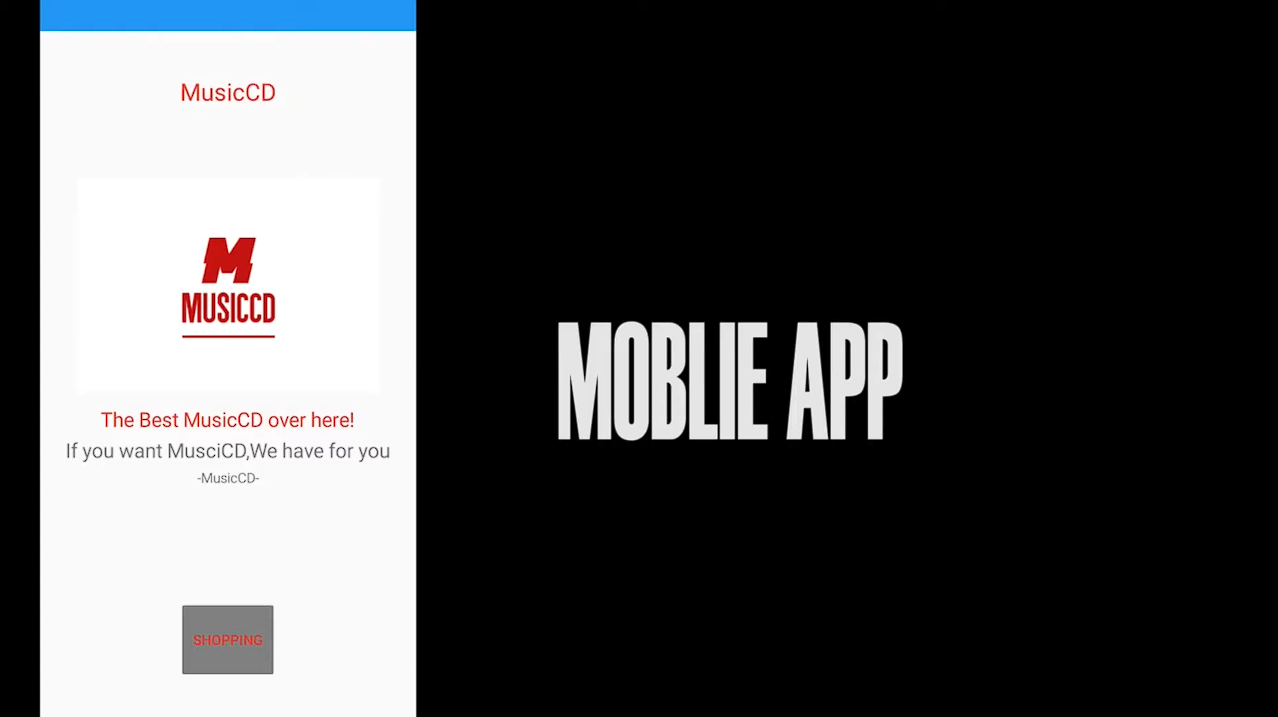 MusicCD
M
MUSICCD
The Best MusicCD over here!
If you want MusciCD,We have for you
-MusicCD-
SHOPPING
MOBLIE APP